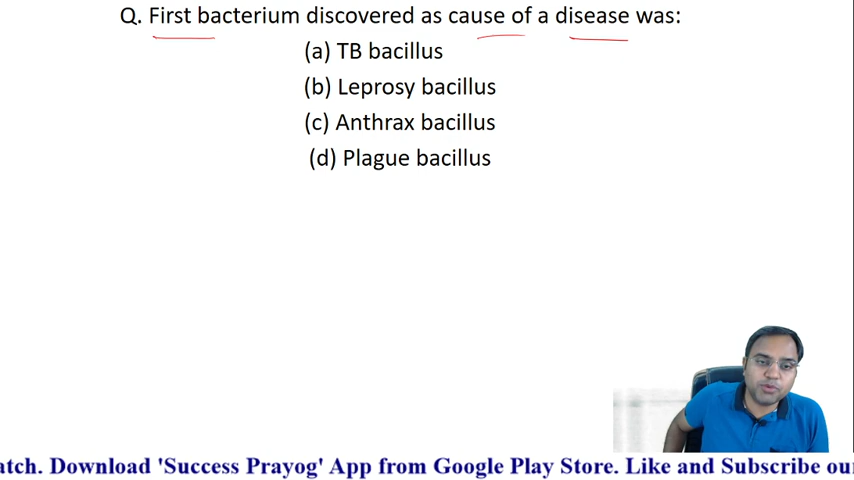 Q. First bacterium discovered as cause of a disease was:
(a) TB bacillus
(b) Leprosy bacillus
(c) Anthrax bacillus
(d) Plague bacillus
atch. Download 'Success Prayog' App from Google Play Store. Like and Subscribe ou